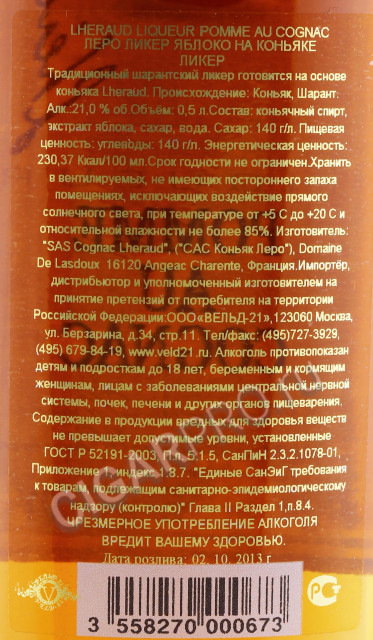 LHERAUD LIQUEUR POMME AU COGNAC
ЛЕРО ЛИКЕР ЯБЛОКО НА КОНЬЯКЕ
ЛИКЕР
Традиционный шарантский ликер готовится на основе
коньяка Lheraud. Происхождение: Коньяк, Шарант.
Алк.:21,0 % об.Объём: 0,5 л.Состав: коньячный спирт,
экстракт яблока, сахар, вода. Сахар: 140 г/л. Пищевая
ценность: углеводы: 140 г/л. Энергетическая ценность:
230,37 Ккал/100 мл.Срок годности не ограничен.Хранить
в вентилируемых, не имеющих постороннего запаха
помещениях, исключающих воздействие прямого
солнечного света, при температуре от +5 С до +20 С и
относительной влажности не более 85%. Изготовитель:
"SAS Cognac Lheraud", ("САС Коньяк Леро"), Domaine
De Lasdoux 16120 Angeac Charente, Франция.Импортёр,
дистрибьютор и уполномоченный изготовителем на
принятие претензий от потребителя на территории
Российской Федерации:ООО«ВЕЛЬД-21»,123060 Москва,
ул. Берзарина, д.34, стр.11. Тел/факс: (495)727-3929,
(495) 679-84-19, www.veld21.ru. Алкоголь противопоказан
детям и подросткам до 18 лет, беременным и кормящим
женщинам, лицам с заболеваниями центральной нервной
системы, почек, печени и других органов пищеварения.
Содержание в продукции вредных для здоровья веществ
не превышает допустимые уровни, установленные
ГОСТ Р 52191-2003, П.п. 5.1.5, СанПиН 2.3.2.1078-01,
Приложение 9 индекс 1.8.7. "Единые СанЭиГ требования
к товарам, подлежащим санитарно-эпидемиологическому
надзору (контролю)" Глава II Раздел 1,п.8.4.
ЧРЕЗМЕРНОЕ УПОТРЕБЛЕНИЕ АЛКОГОЛЯ
ВРЕДИТ ВАШЕМУ ЗДОРОВЬЮ.
Дата розлива: 02. 10. 2013 г
3 558270 000673